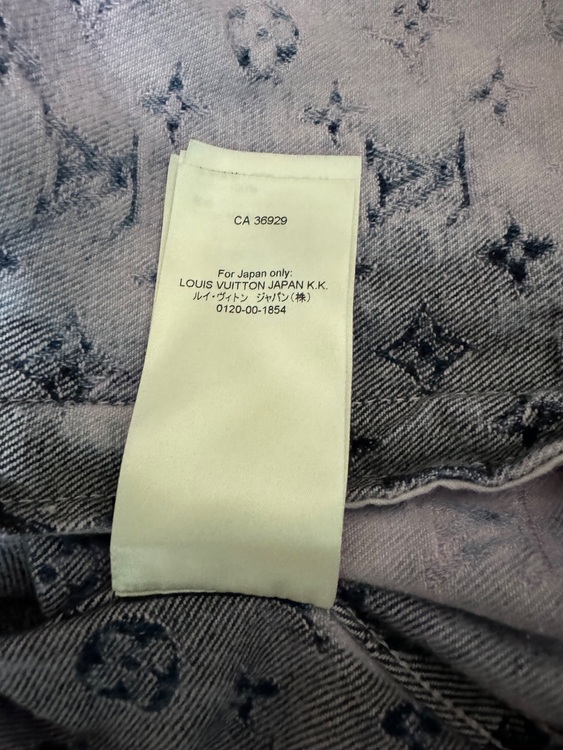 CA 36929
For Japan only:
LOUIS VUITTON JAPAN K.K.
ルイ・ヴィトン ジャパン(株)
0120-00-1854